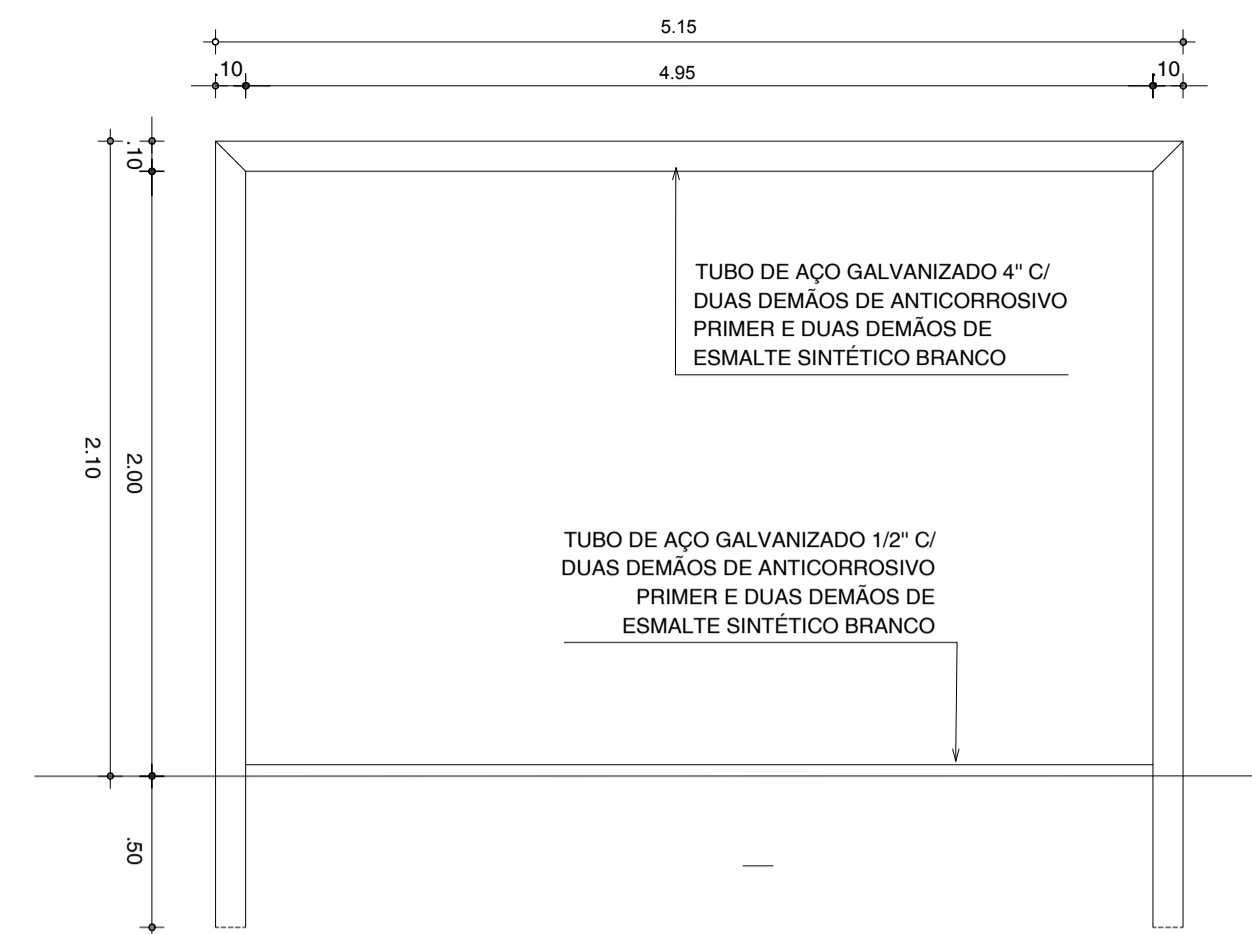 5.15
.10
4.95
.10
.10
2.10
2.00
.50
TUBO DE AÇO GALVANIZADO 4" C/
DUAS DEMÃOS DE ANTICORROSIVO
PRIMER E DUAS DEMÃOS DE
ESMALTE SINTÉTICO BRANCO
TUBO DE AÇO GALVANIZADO 1/2" C/
DUAS DEMÃOS DE ANTICORROSIVO
PRIMER E DUAS DEMÃOS DE
ESMALTE SINTÉTICO BRANCO